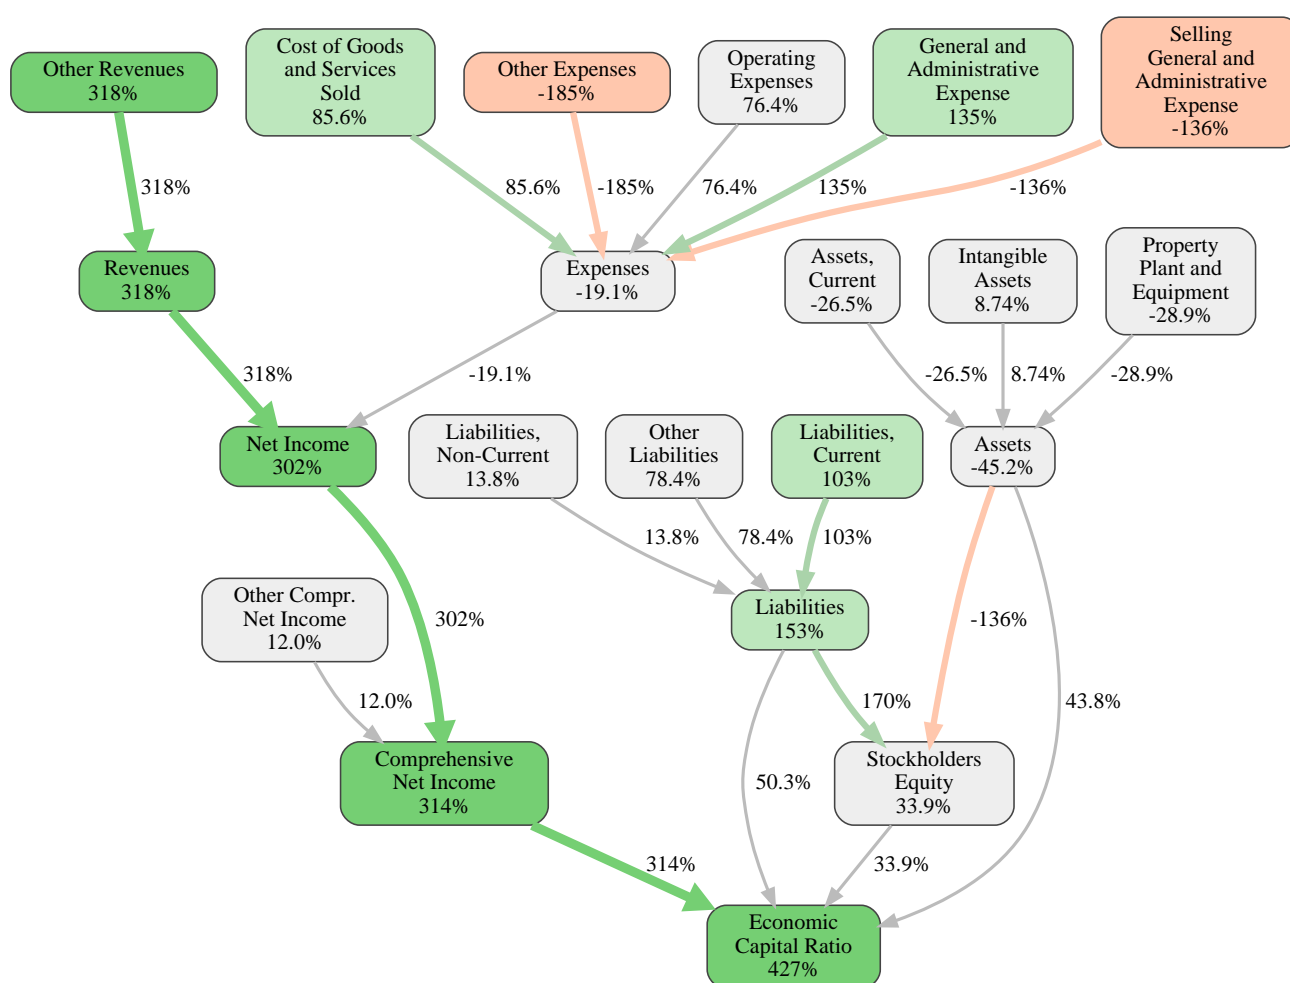 Other Revenues
318%
Cost of Goods
and Services
Sold
85.6%
Other Expenses
-185%
Operating
Expenses
76.4%
General and
Administrative
Expense
135%
Selling
General and
Administrative
Expense
-136%
318%
85.6%
-185%
76.4%
135%
-136%
Revenues
318%
Expenses
-19.1%
Assets,
Current
-26.5%
Intangible
Assets
8.74%
Property
Plant and
Equipment
-28.9%
318%
-19.1%
-26.5%
8.74%
-28.9%
Net Income
302%
Liabilities,
Non-Current
13.8%
Other
Liabilities
78.4%
Liabilities,
Current
103%
Assets
-45.2%
13.8%
78.4%
103%
Other Compr.
Net Income
12.0%
302%
Liabilities
153%
-136%
12.0%
170%
43.8%
Comprehensive
Net Income
314%
50.3%
Stockholders
Equity
33.9%
314%
33.9%
Economic
Capital Ratio
427%